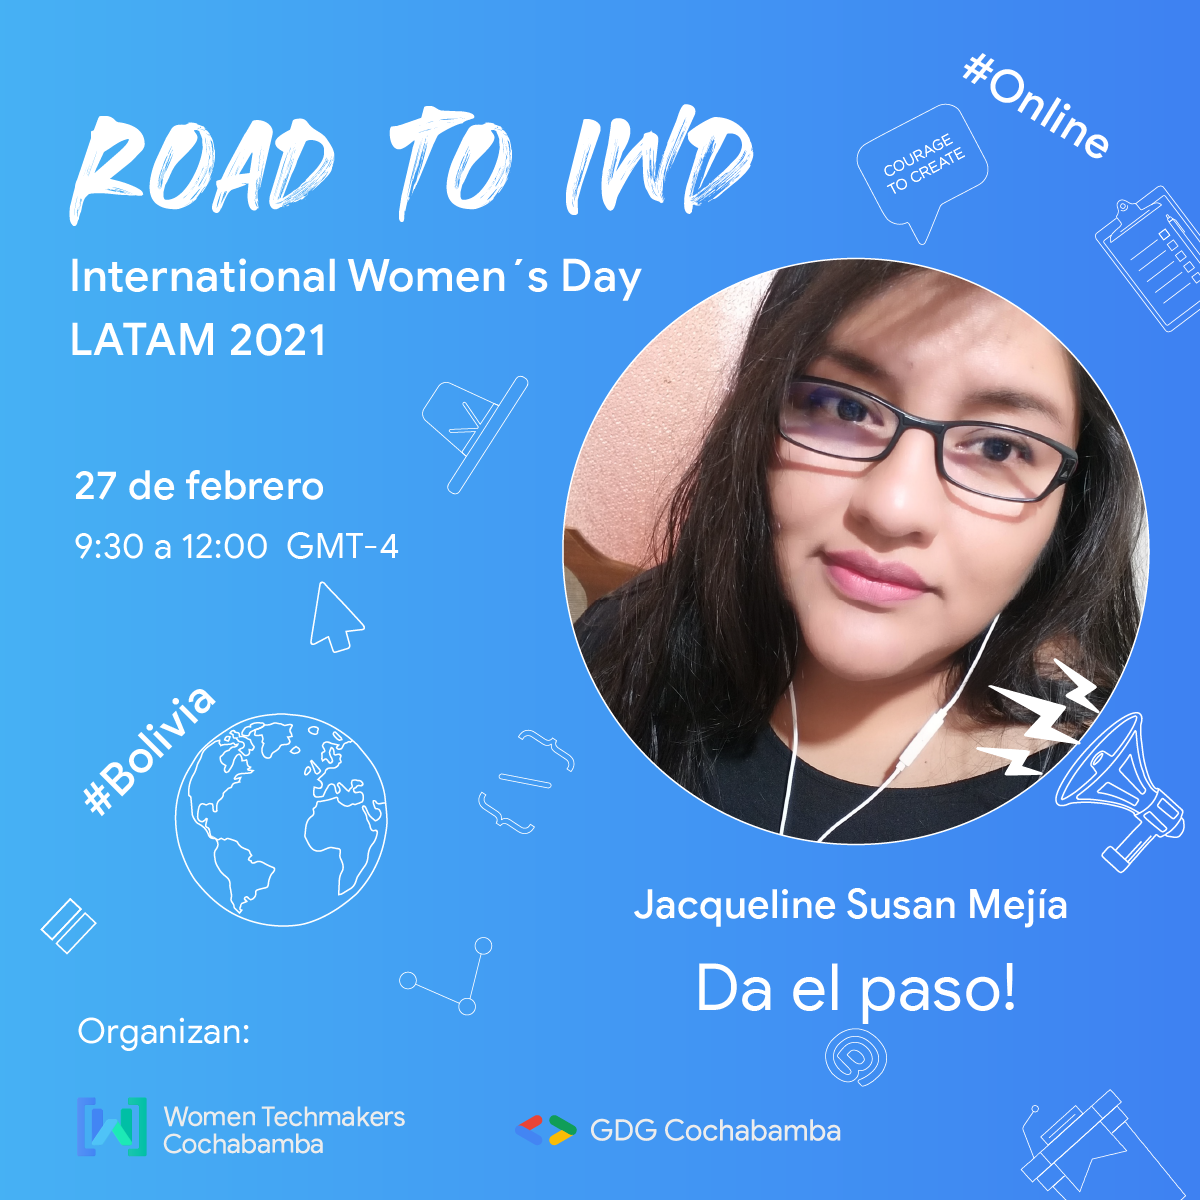 ROAD TO IWD
#Online
COURAGE
TO CREATE
International Women´s Day
LATAM 2021
27 de febrero
9:30 a 12:00 GMT-4
#Bolivia
Jacqueline Susan Mejía
Da el paso!
Organizan:
Women Techmakers
Cochabamba
GDG Cochabamba